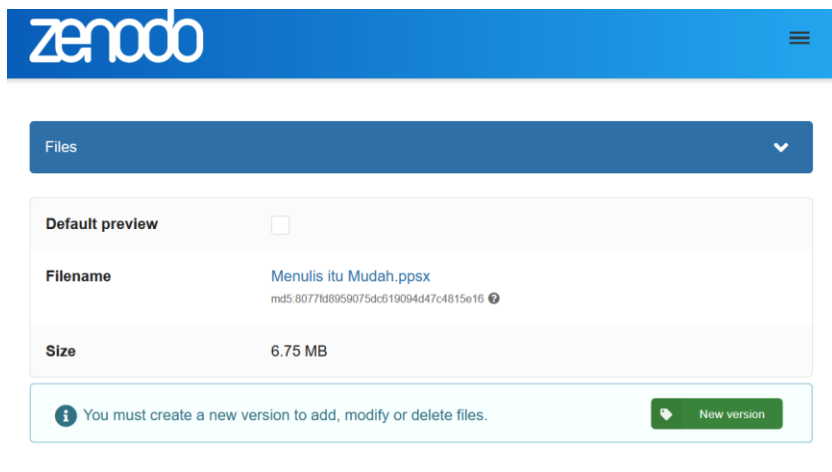 zenodo
Files
Default preview
Filename
Menulis itu Mudah.ppsx
md5:8077fd8959075dc619094d47c4815e16
Size
6.75 MB
You must create a new version to add, modify or delete files.
New version